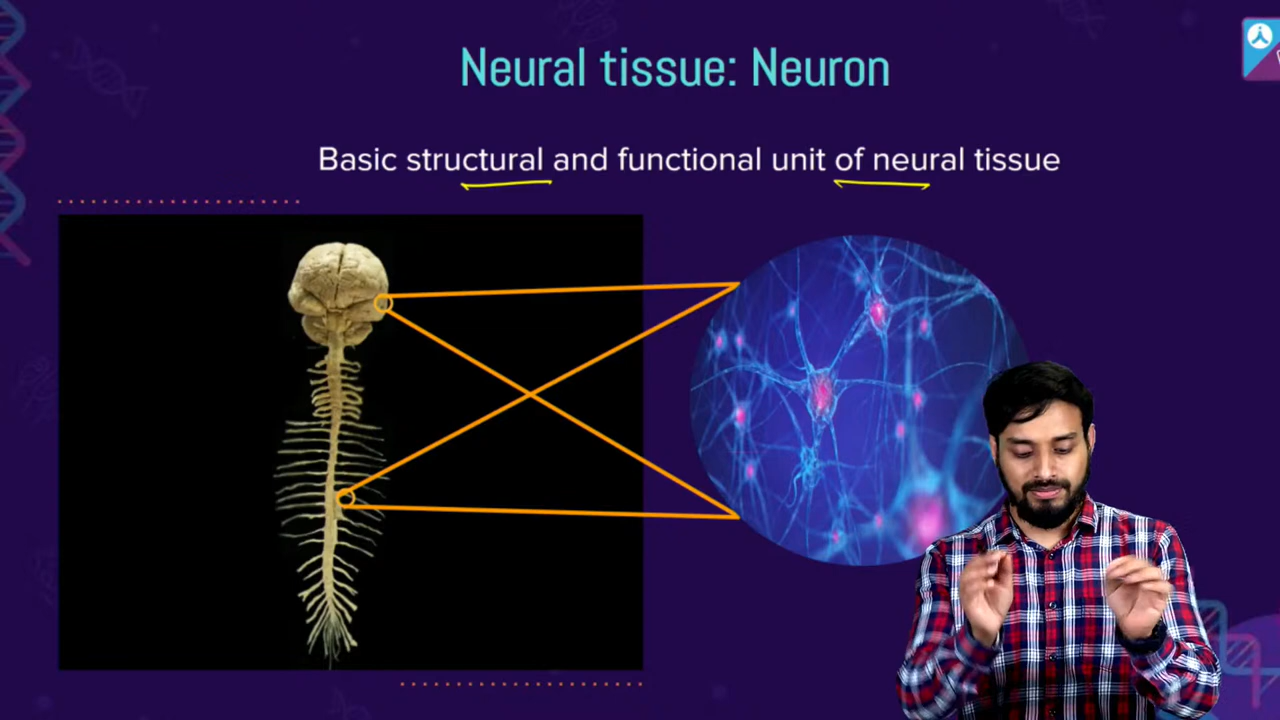 Neural tissue: Neuron
Basic structural and functional unit of neural tissue